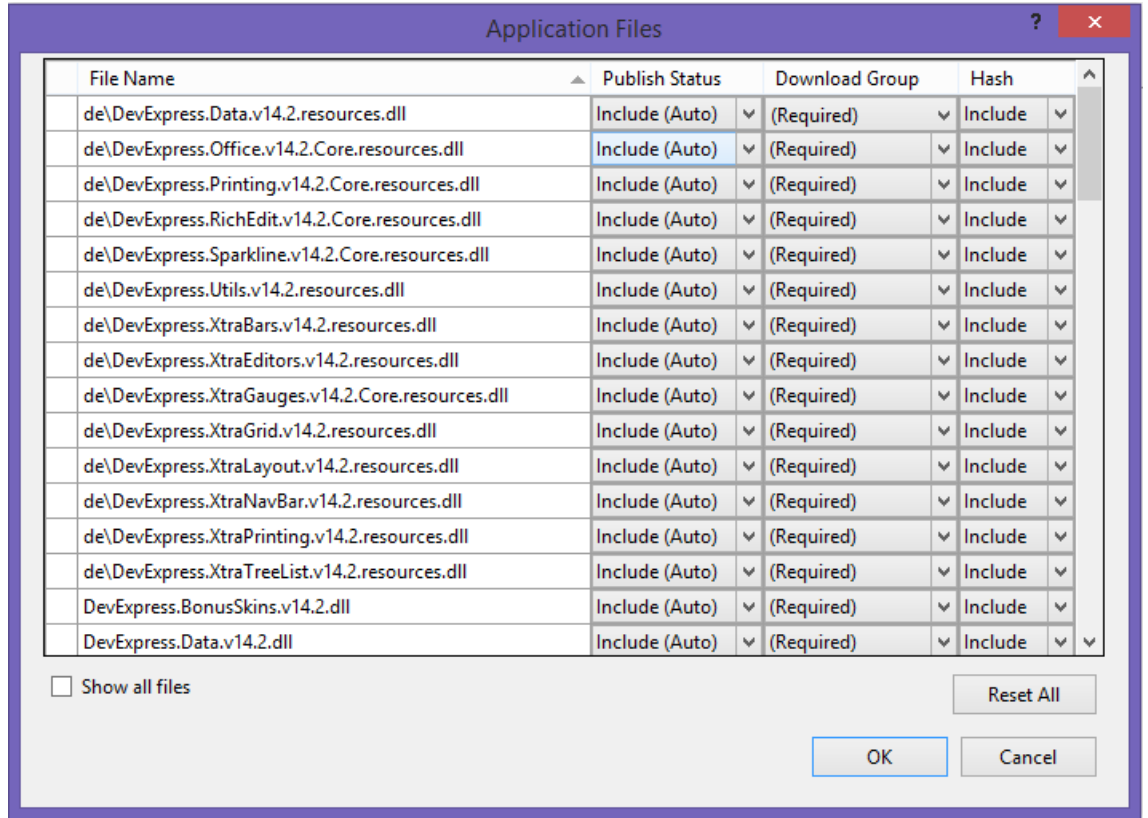 Application Files
?
File Name Publish Status Download Group Hash
de\DevExpress.Data.v14.2.resources.dll Include (Auto) (Required) Include
de\DevExpress.Office.v14.2.Core.resources.dll Include (Auto) (Required) Include
de\DevExpress.Printing.v14.2.Core.resources.dll Include (Auto) (Required) Include
de\DevExpress.RichEdit.v14.2.Core.resources.dll Include (Auto) (Required) Include
de\DevExpress.Sparkline.v14.2.Core.resources.dll Include (Auto) (Required) Include
de\DevExpress.Utils.v14.2.resources.dll Include (Auto) (Required) Include
de\DevExpress.XtraBars.v14.2.resources.dll Include (Auto) (Required) Include
de\DevExpress.XtraEditors.v14.2.resources.dll Include (Auto) (Required) Include
de\DevExpress.XtraGauges.v14.2.Core.resources.dll Include (Auto) (Required) Include
de\DevExpress.XtraGrid.v14.2.resources.dll Include (Auto) (Required) Include
de\DevExpress.XtraLayout.v14.2.resources.dll Include (Auto) (Required) Include
de\DevExpress.XtraNavBar.v14.2.resources.dll Include (Auto) (Required) Include
de\DevExpress.XtraPrinting.v14.2.resources.dll Include (Auto) (Required) Include
de\DevExpress.XtraTreeList.v14.2.resources.dll Include (Auto) (Required) Include
DevExpress.BonusSkins.v14.2.dll Include (Auto) (Required) Include
DevExpress.Data.v14.2.dll Include (Auto) (Required) Include
Show all files
Reset All
OK Cancel